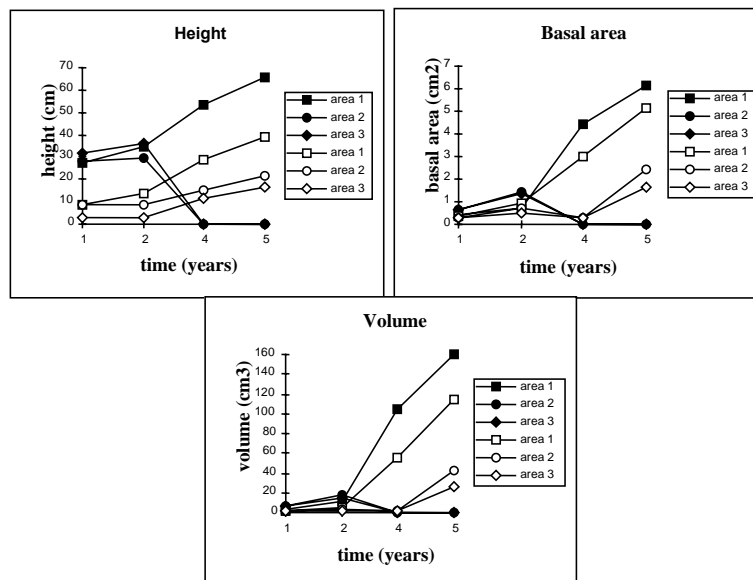 Height
height (cm)
70
60
50
40
30
20
10
0
1 2 4 5
time (years)
area 1
area 2
area 3
area 1
area 2
area 3
Basal area
basal area (cm2)
7
6
5
4
3
2
1
0
1 2 4 5
time (years)
area 1
area 2
area 3
area 1
area 2
area 3
Volume
volume (cm3)
160
140
120
100
80
60
40
20
0
1 2 4 5
time (years)
area 1
area 2
area 3
area 1
area 2
area 3